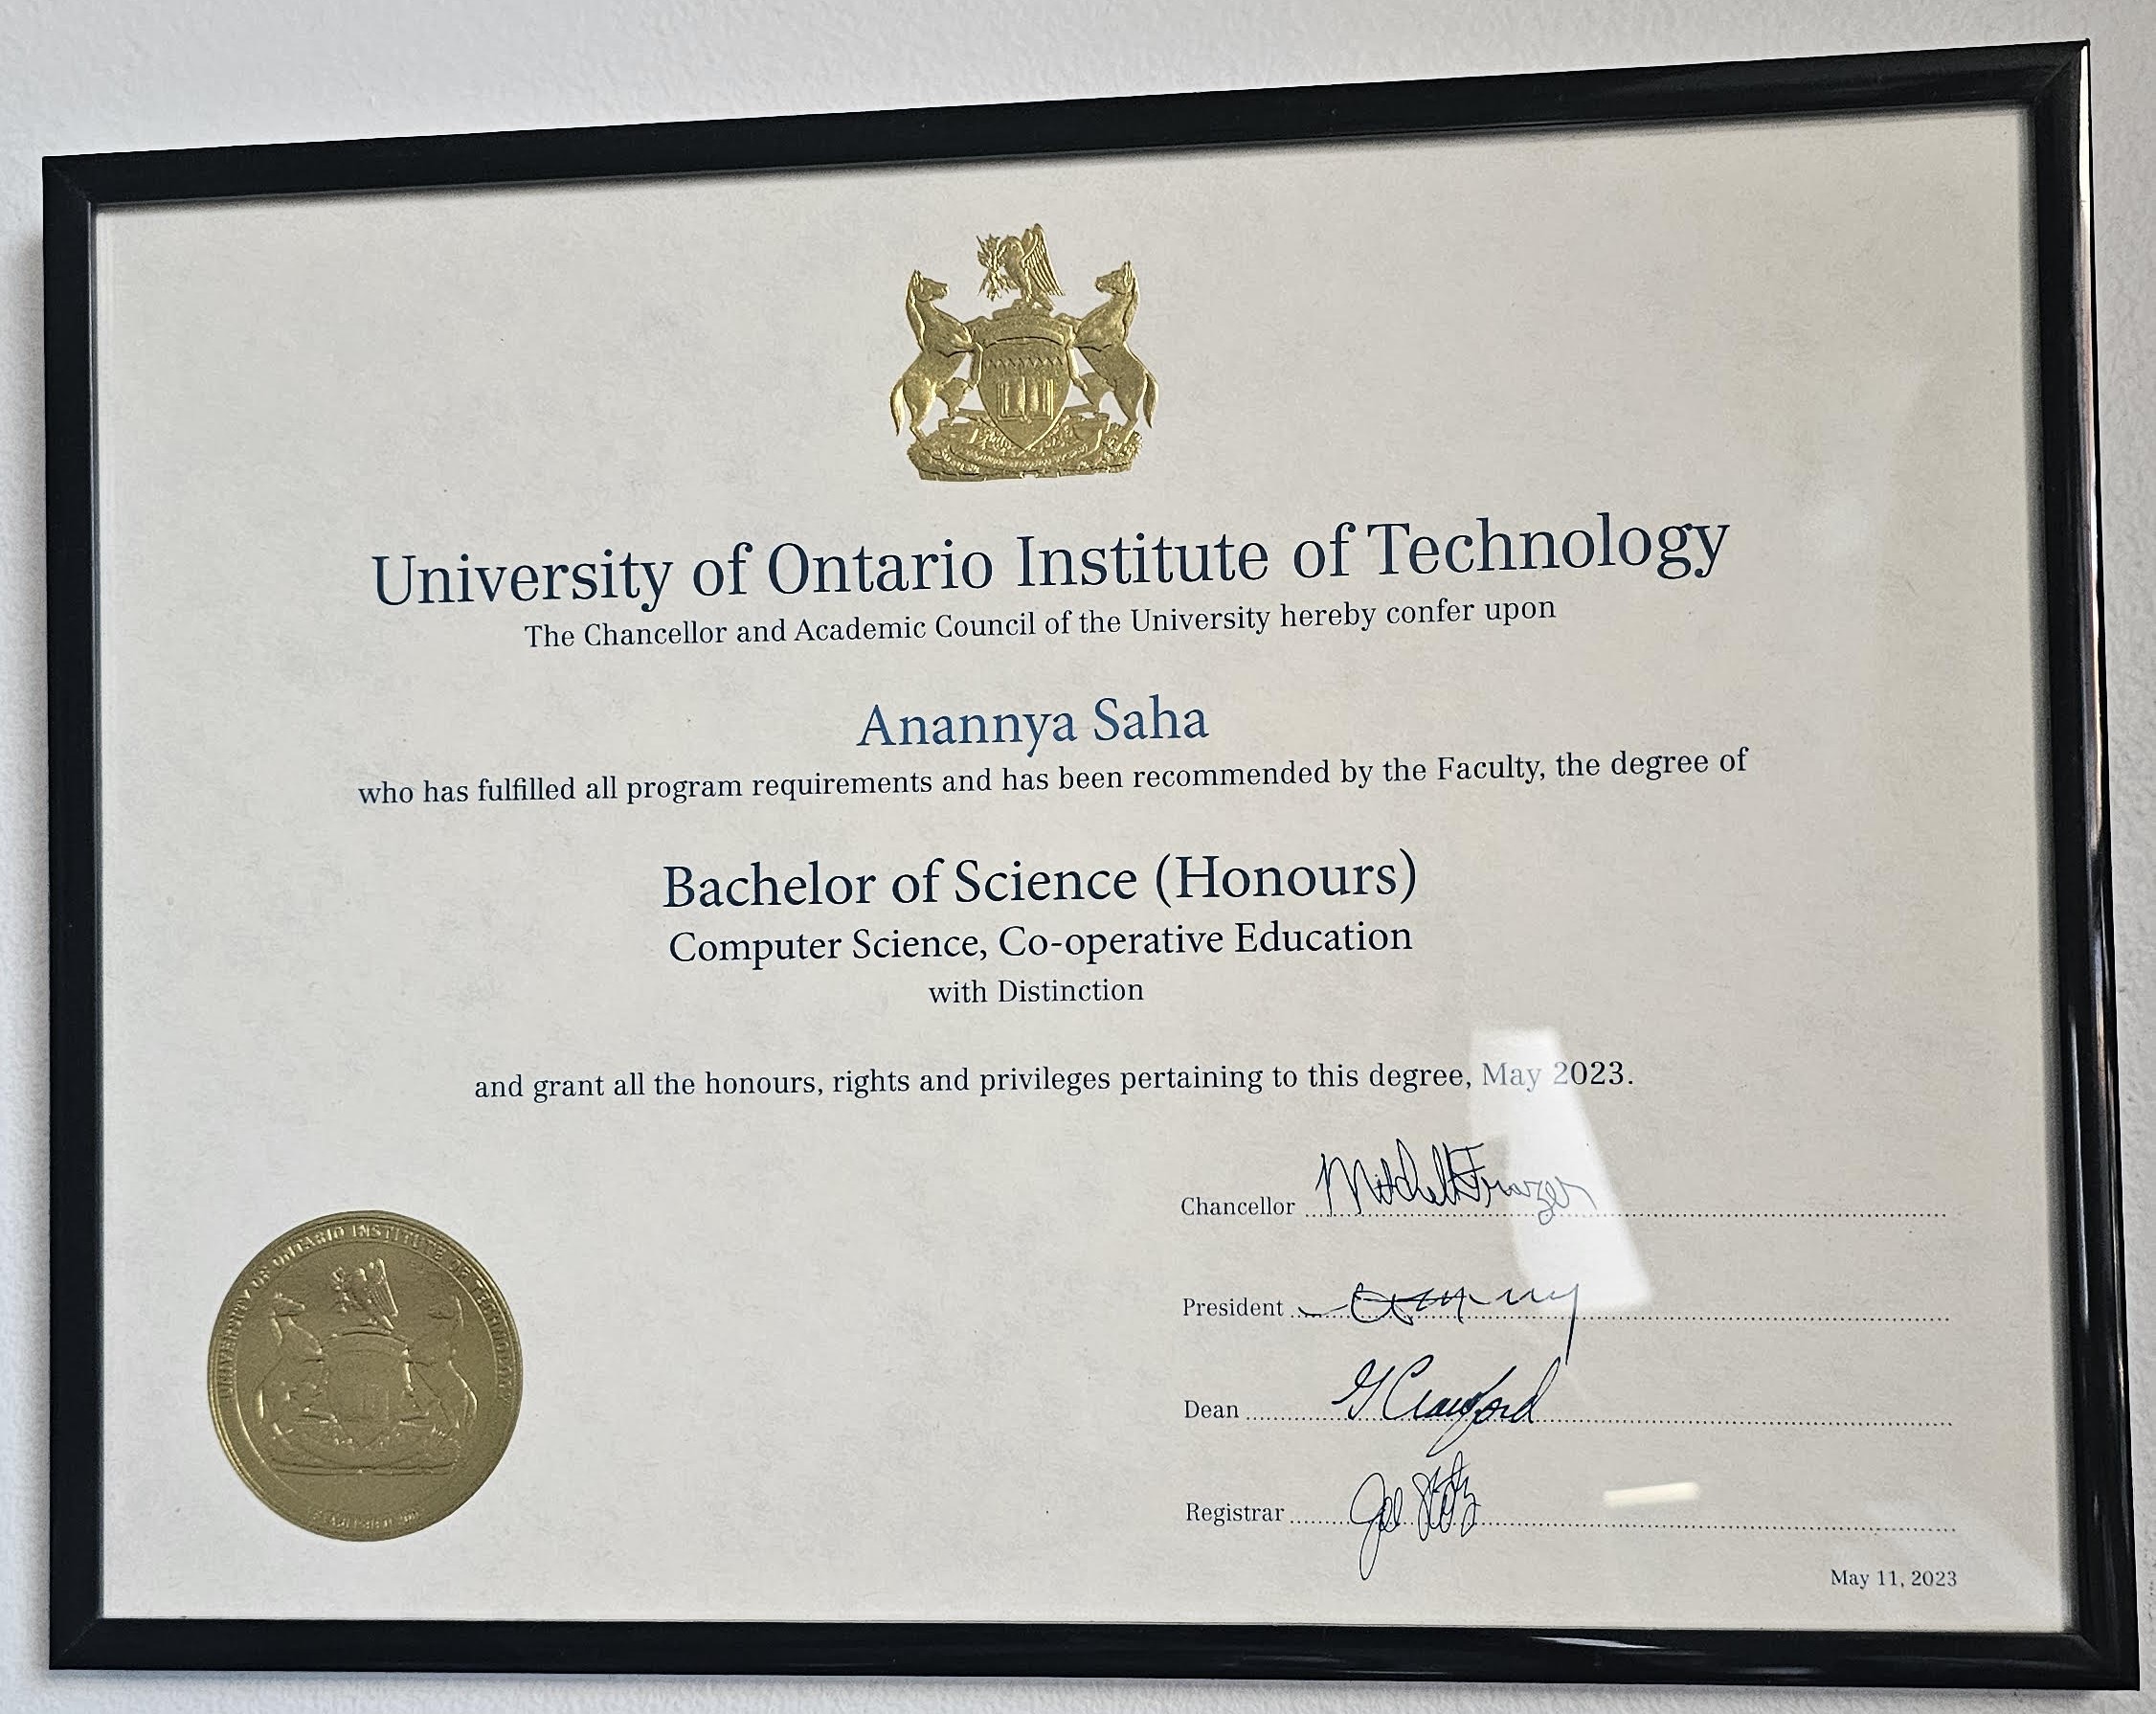 University of Ontario Institute of Technology
The Chancellor and Academic Council of the University hereby confer upon
Anannya Saha
who has fulfilled all program requirements and has been recommended by the Faculty, the degree of
Bachelor of Science (Honours)
Computer Science, Co-operative Education
with Distinction
and grant all the honours, rights and privileges pertaining to this degree, May 2023.
Chancellor Mitchell Frazer
President
Dean G Crawford
Registrar Joe Stokes
May 11, 2023
UNIVERSITY OF ONTARIO INSTITUTE OF TECHNOLOGY